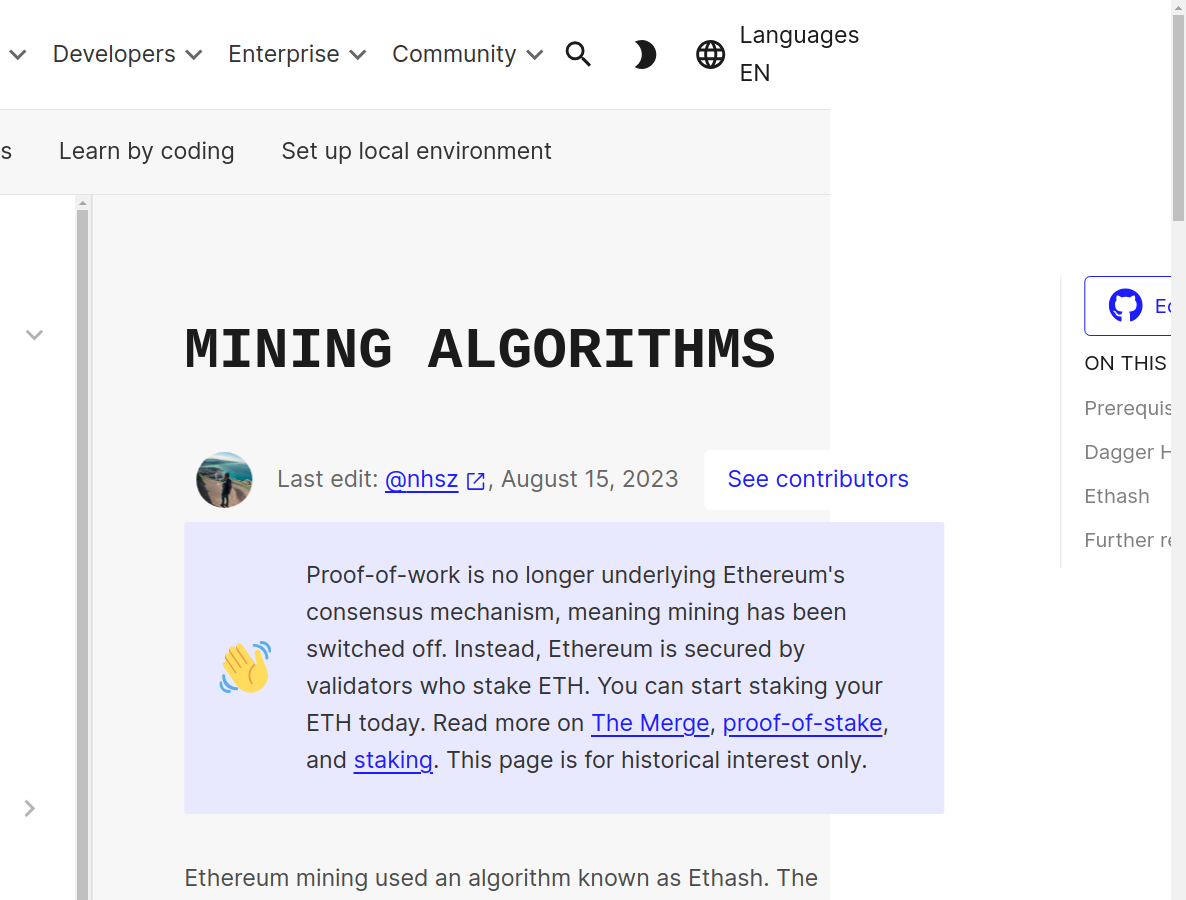 Developers Enterprise Community Languages EN
Learn by coding Set up local environment
MINING ALGORITHMS
Last edit: @nhsz, August 15, 2023 See contributors
Proof-of-work is no longer underlying Ethereum's
consensus mechanism, meaning mining has been
switched off. Instead, Ethereum is secured by
validators who stake ETH. You can start staking your
ETH today. Read more on The Merge, proof-of-stake,
and staking. This page is for historical interest only.
Ethereum mining used an algorithm known as Ethash. The
ON THIS
Dagger
Ethash
Further